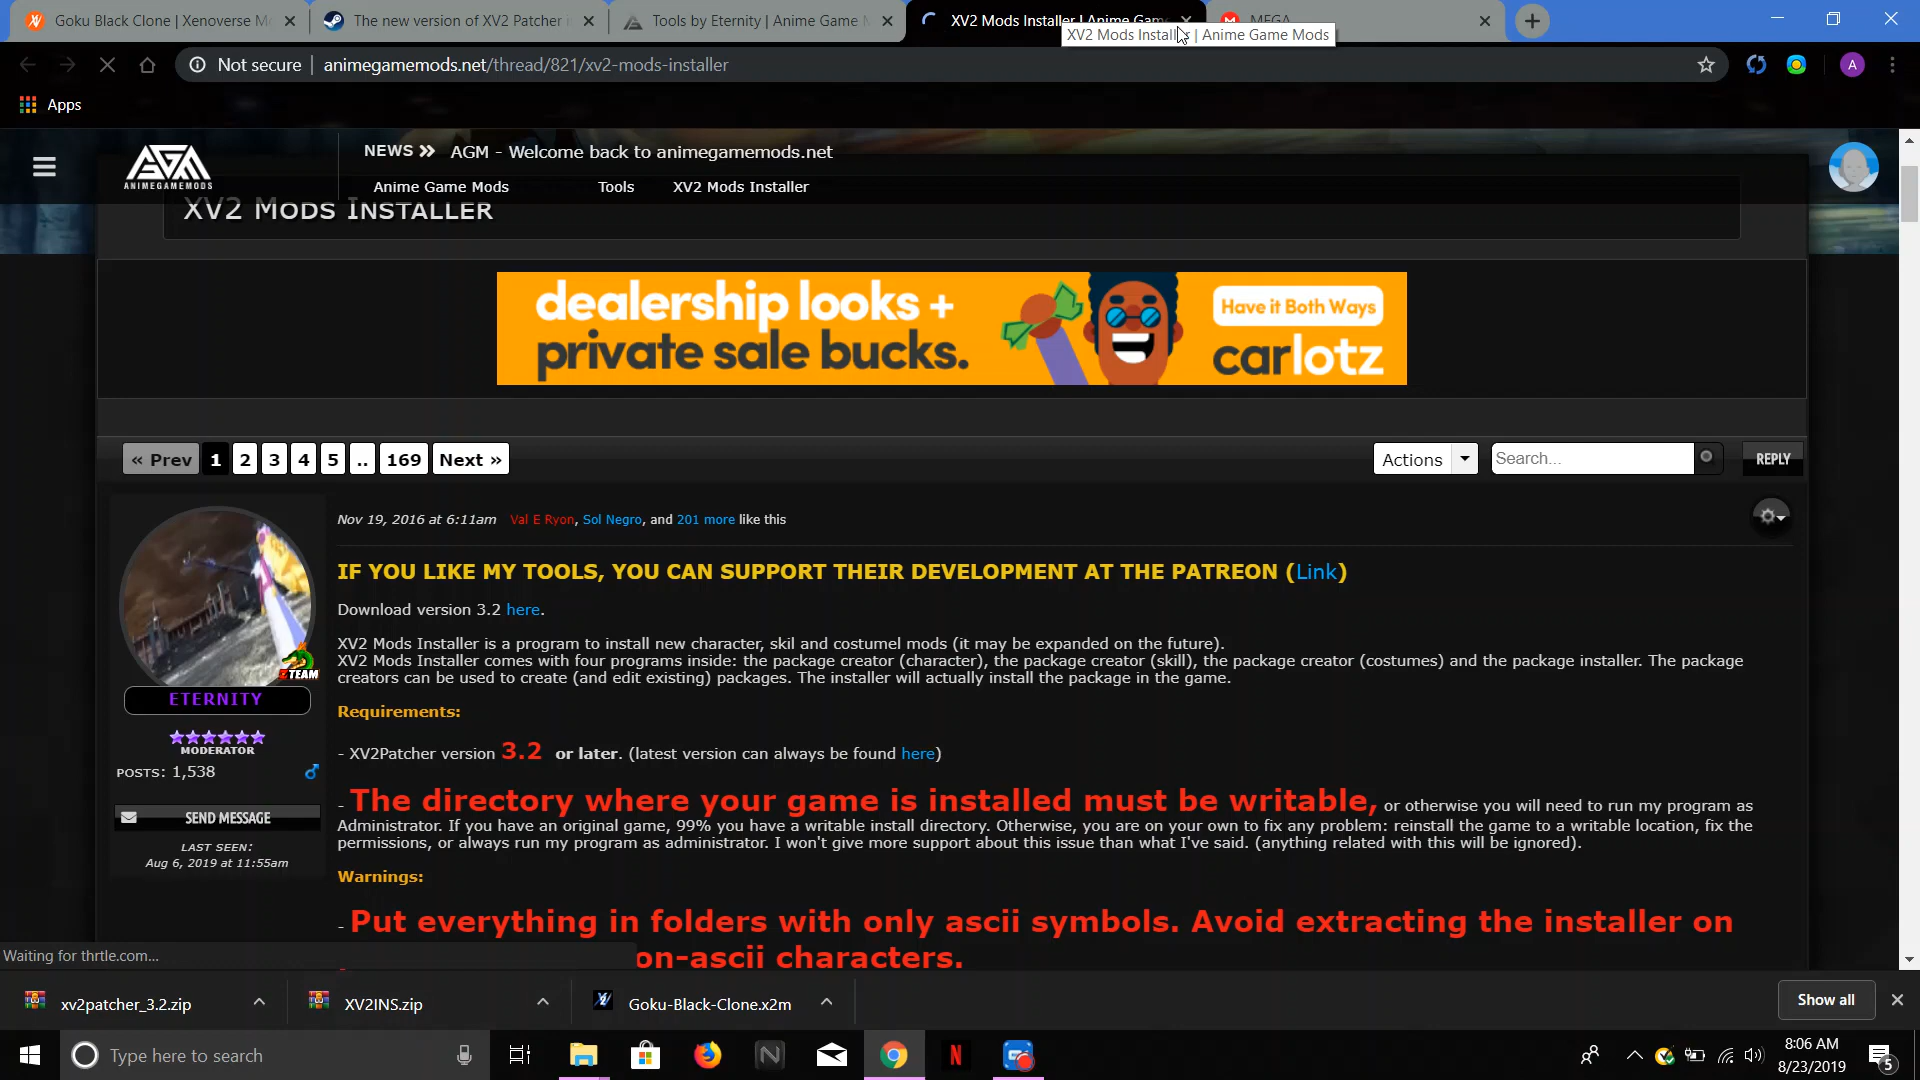 Goku Black Clone | Xenoverse M
The new version of XV2 Patcher i
Tools by Eternity | Anime Game M
XV2 Mods Installer | Anime Gam
MEGA
XV2 Mods Installer | Anime Game Mods
Not secure | animegamemods.net/thread/821/xv2-mods-installer
A
Apps
NEWS AGM - Welcome back to animegamemods.net
ANIMEGAMEMODS
Anime Game Mods Tools XV2 Mods Installer
XV2 Mods Installer
dealership looks +
private sale bucks.
Have it Both Ways
carlotz
« Prev 1 2 3 4 5 .. 169 Next »
Actions Search... REPLY
Nov 19, 2016 at 6:11am Val E Ryon, Sol Negro, and 201 more like this
IF YOU LIKE MY TOOLS, YOU CAN SUPPORT THEIR DEVELOPMENT AT THE PATREON (Link)
Download version 3.2 here.
XV2 Mods Installer is a program to install new character, skil and costumel mods (it may be expanded on the future).
XV2 Mods Installer comes with four programs inside: the package creator (character), the package creator (skill), the package creator (costumes) and the package installer. The package
creators can be used to create (and edit existing) packages. The installer will actually install the package in the game.
Z TEAM
ETERNITY
MODERATOR
POSTS: 1,538
SEND MESSAGE
LAST SEEN:
Aug 6, 2019 at 11:55am
Requirements:
- XV2Patcher version 3.2 or later. (latest version can always be found here)
- The directory where your game is installed must be writable, or otherwise you will need to run my program as
Administrator. If you have an original game, 99% you have a writable install directory. Otherwise, you are on your own to fix any problem: reinstall the game to a writable location, fix the
permissions, or always run my program as administrator. I won't give more support about this issue than what I've said. (anything related with this will be ignored).
Warnings:
- Put everything in folders with only ascii symbols. Avoid extracting the installer on
on-ascii characters.
Waiting for thrtle.com...
xv2patcher_3.2.zip
XV2INS.zip
Goku-Black-Clone.x2m
Show all
Type here to search
8:06 AM
8/23/2019
5